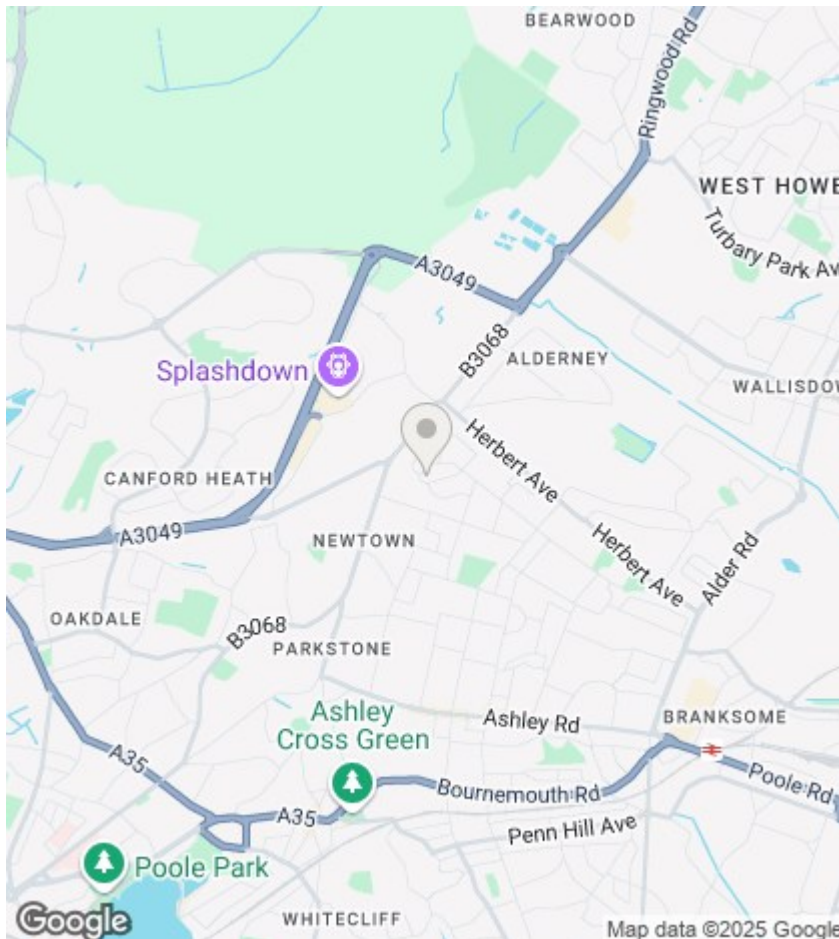 BEARWOOD
Ringwood Rd
WEST HOWE
Turbary Park Av
A3049
B3068
ALDERNEY
Splashdown
WALLISDOW
Herbert Ave
CANFORD HEATH
A3049
NEWTOWN
Herbert Ave
Alder Rd
OAKDALE
B3068
PARKSTONE
Ashley
Cross Green
Ashley Rd
BRANKSOME
A35
Bournemouth Rd
Poole Rd
A35
Penn Hill Ave
Poole Park
WHITECLIFF
Google
Map data ©2025 Google